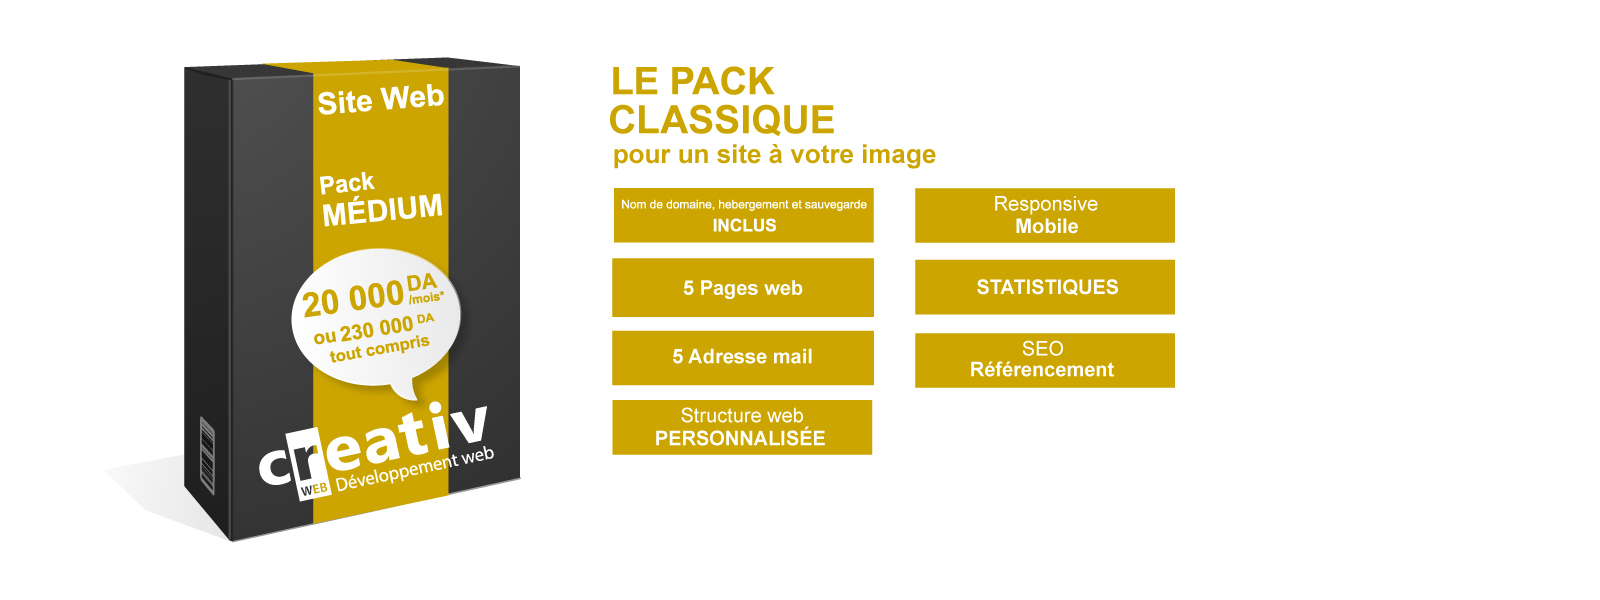 Site Web
Pack
MÉDIUM
20 000 DA
/mois*
ou 230 000 DA
tout compris
creativ
WEB
Développement web
LE PACK
CLASSIQUE
pour un site à votre image
Nom de domaine, hebergement et sauvegarde
INCLUS
5 Pages web
5 Adresse mail
Structure web
PERSONNALISÉE
Responsive
Mobile
STATISTIQUES
SEO
Référencement